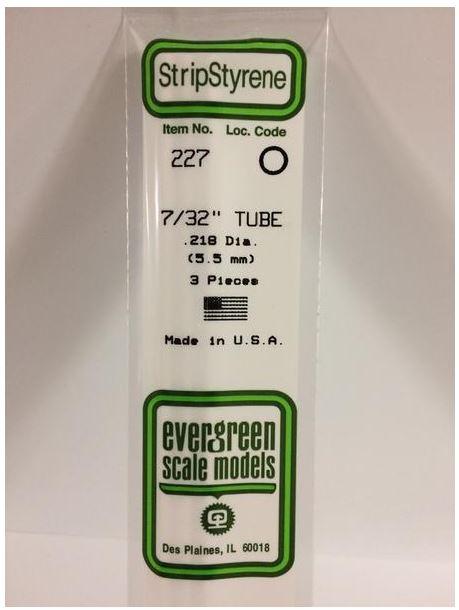 StripStyrene
Item No. Loc. Code
227
7/32" TUBE
.218 Dia.
(5.5 mm)
3 Pieces
Made in U.S.A.
evergreen
scale models
Des Plaines, IL 60018